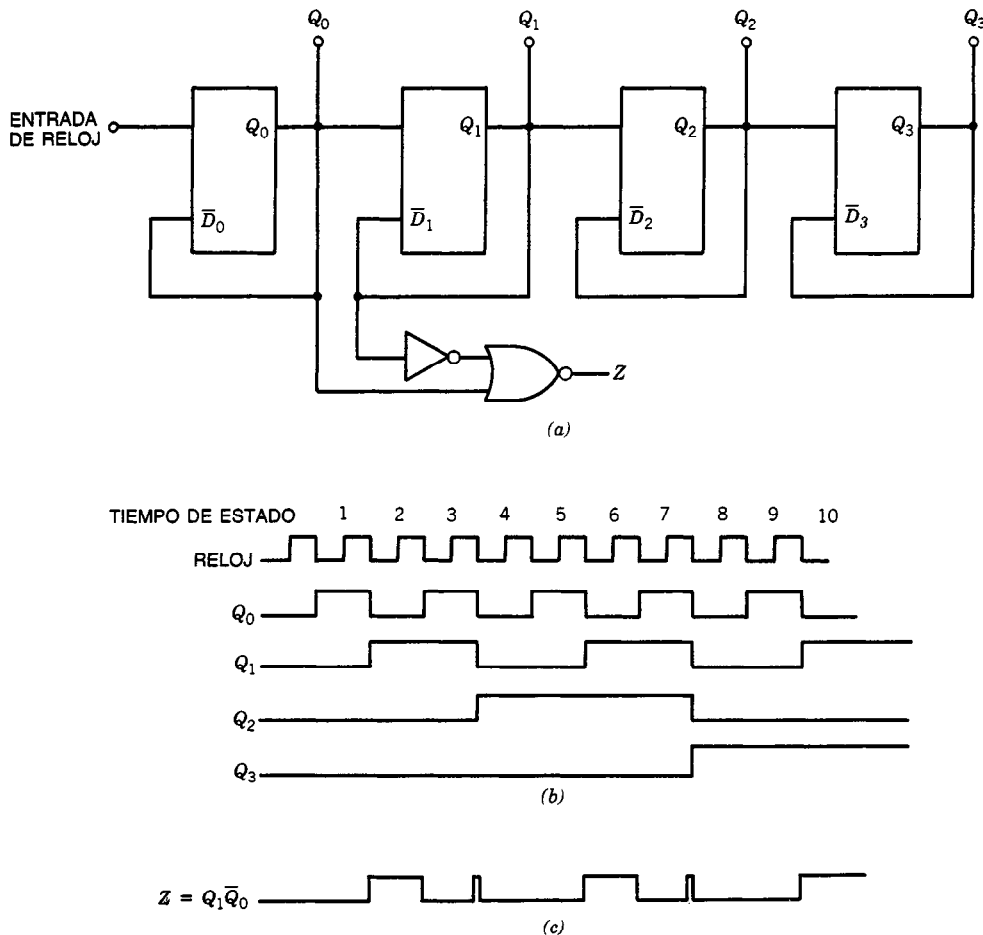 Q₀ Q₁ Q₂ Q₃
ENTRADA
DE RELOJ
Q₀ Q₁ Q₂ Q₃
D̅₀ D̅₁ D̅₂ D̅₃
Z
(a)
TIEMPO DE ESTADO 1 2 3 4 5 6 7 8 9 10
RELOJ
Q₀
Q₁
Q₂
Q₃
(b)
Z = Q₁Q̅₀
(c)